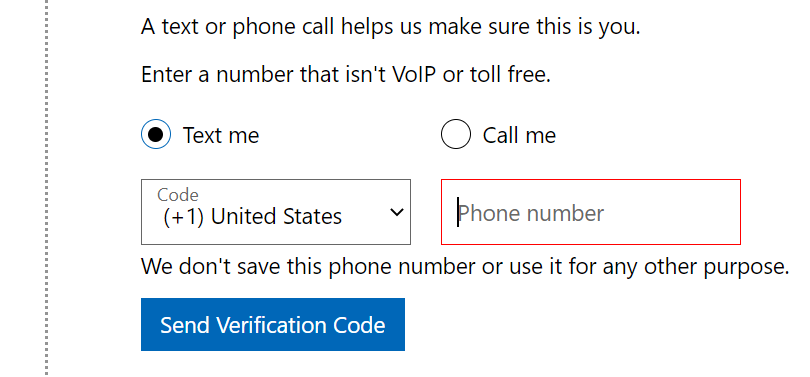 A text or phone call helps us make sure this is you.
Enter a number that isn't VoIP or toll free.
Text me Call me
Code
(+1) United States Phone number
We don't save this phone number or use it for any other purpose.
Send Verification Code